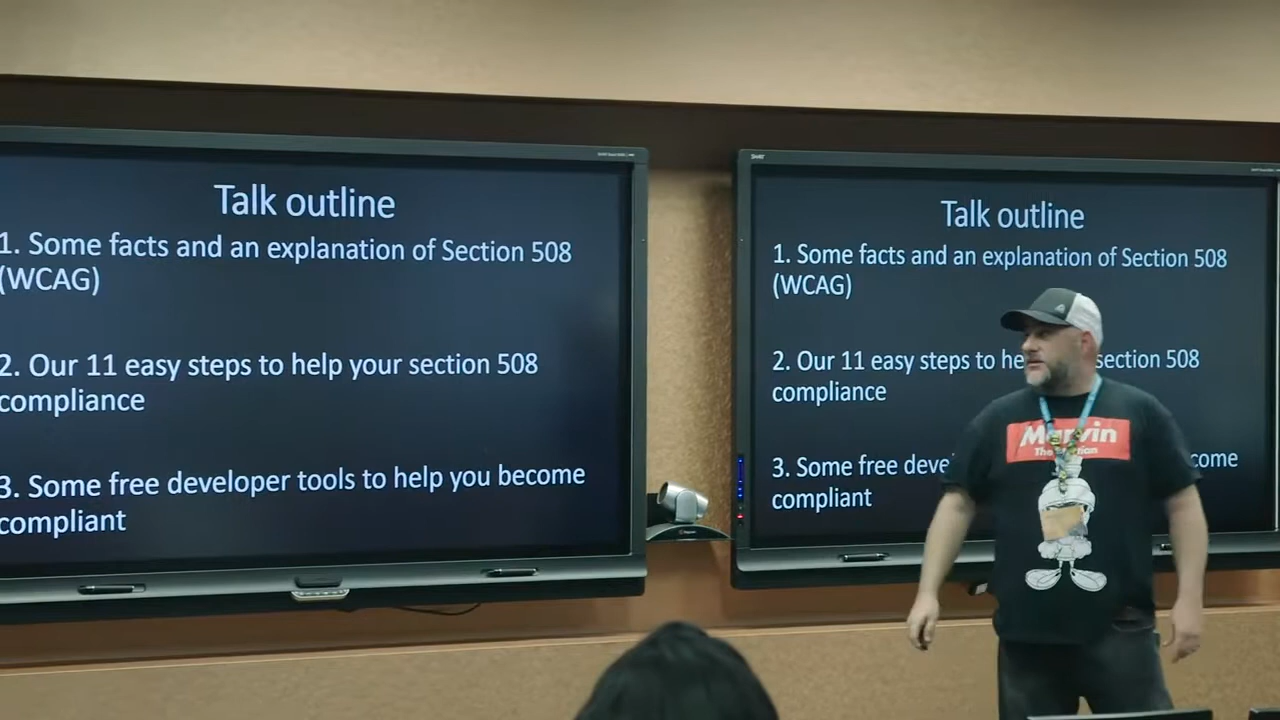 Talk outline
1. Some facts and an explanation of Section 508
(WCAG)
2. Our 11 easy steps to help your section 508
compliance
3. Some free developer tools to help you become
compliant
Talk outline
1. Some facts and an explanation of Section 508
(WCAG)
2. Our 11 easy steps to he section 508
compliance
3. Some free deve come
compliant
Marvin
The